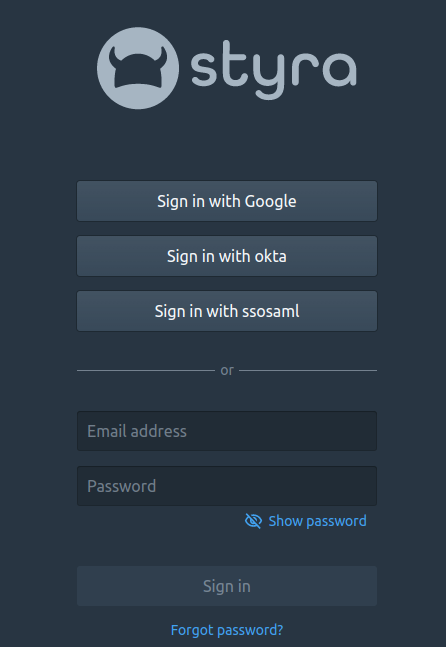 styra
Sign in with Google
Sign in with okta
Sign in with ssosaml
or
Email address
Password
Show password
Sign in
Forgot password?